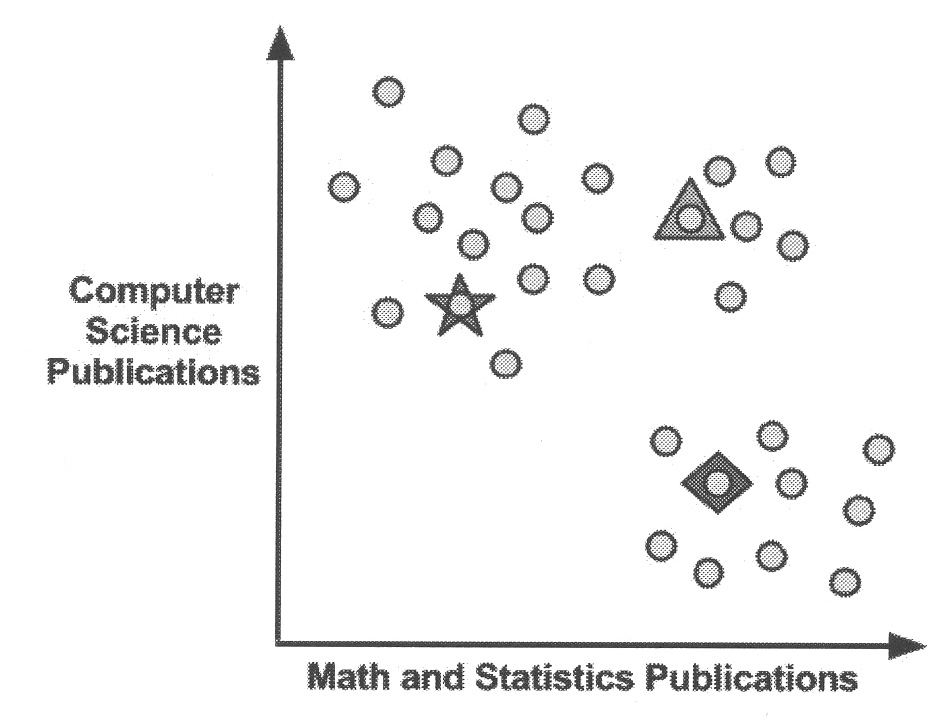 Computer
Science
Publications
Math and Statistics Publications